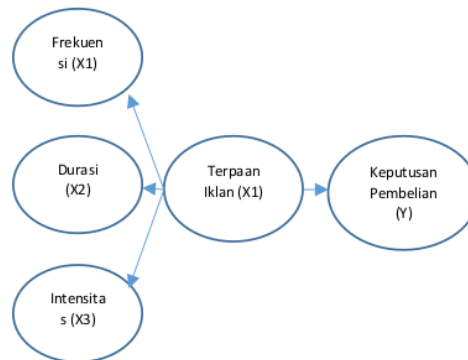 Frekuen
si (X1)
Durasi
(X2)
Terpaan
Iklan (X1)
Keputusan
Pembelian
(Y)
Intensita
s (X3)